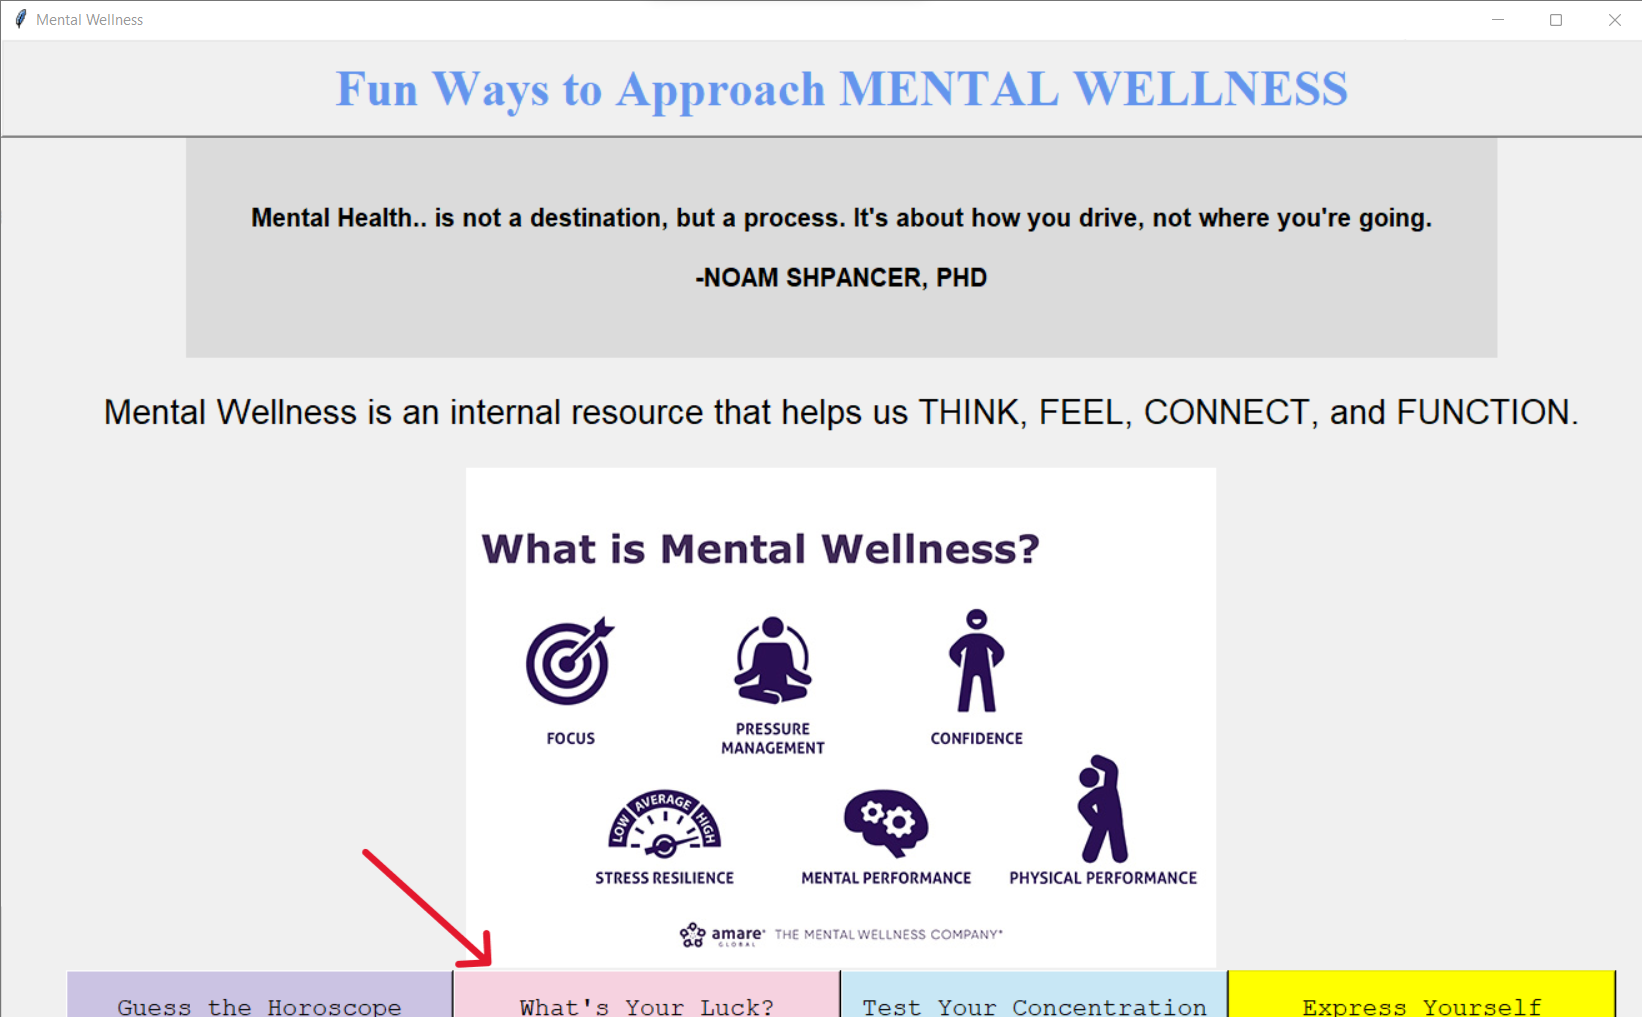 Mental Wellness
Fun Ways to Approach MENTAL WELLNESS
Mental Health.. is not a destination, but a process. It's about how you drive, not where you're going.
-NOAM SHPANCER, PHD
Mental Wellness is an internal resource that helps us THINK, FEEL, CONNECT, and FUNCTION.
What is Mental Wellness?
FOCUS
PRESSURE
MANAGEMENT
CONFIDENCE
LOW AVERAGE HIGH
STRESS RESILIENCE
MENTAL PERFORMANCE
PHYSICAL PERFORMANCE
amare GLOBAL THE MENTAL WELLNESS COMPANY
Guess the Horoscope
What's Your Luck?
Test Your Concentration
Express Yourself